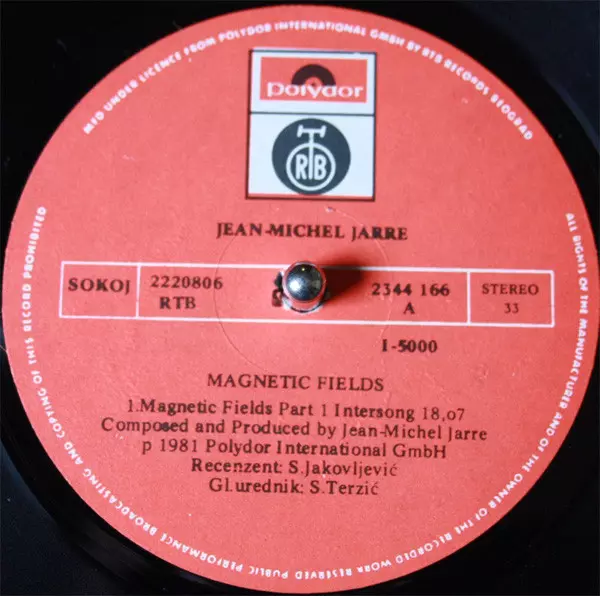 MFD UNDER LICENCE FROM POLYDOR INTERNATIONAL GMBH BY RTB RECORDS BEOGRAD
polydor
RTB
JEAN-MICHEL JARRE
SOKOJ
2220806
RTB
2344 166
A
STEREO
33
1-5000
MAGNETIC FIELDS
1.Magnetic Fields Part 1 Intersong 18,o7
Composed and Produced by Jean-Michel Jarre
p 1981 Polydor International GmbH
Recenzent: S.Jakovljević
Gl.urednik: S.Terzić
ALL RIGHTS OF THE MANUFACTURER AND OF THE OWNER OF THE RECORDED WORK RESERVED PUBLIC PERFORMANCE BROADCASTING AND COPYING OF THIS RECORD PROHIBITED